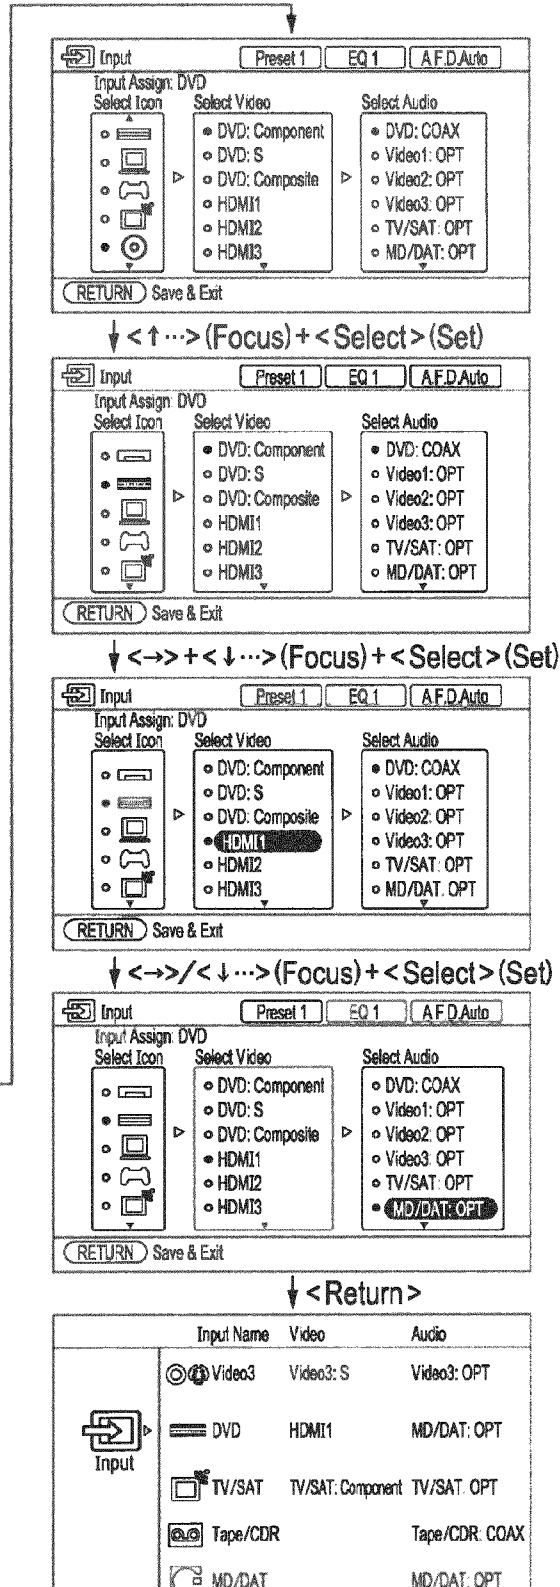 Input Preset 1 EQ 1 A.F.D.Auto
Input Assign: DVD
Select Icon Select Video Select Audio
DVD: Component DVD: COAX
DVD: S Video1: OPT
DVD: Composite Video2: OPT
HDMI1 Video3: OPT
HDMI2 TV/SAT: OPT
HDMI3 MD/DAT: OPT
RETURN Save & Exit
<↑···>(Focus)+<Select>(Set)
Input Preset 1 EQ 1 A.F.D.Auto
Input Assign: DVD
Select Icon Select Video Select Audio
DVD: Component DVD: COAX
DVD: S Video1: OPT
DVD: Composite Video2: OPT
HDMI1 Video3: OPT
HDMI2 TV/SAT: OPT
HDMI3 MD/DAT: OPT
RETURN Save & Exit
<→>+<↓···>(Focus)+<Select>(Set)
Input Preset 1 EQ 1 A.F.D.Auto
Input Assign: DVD
Select Icon Select Video Select Audio
DVD: Component DVD: COAX
DVD: S Video1: OPT
DVD: Composite Video2: OPT
HDMI1 Video3: OPT
HDMI2 TV/SAT: OPT
HDMI3 MD/DAT: OPT
RETURN Save & Exit
<→>/<↓···>(Focus)+<Select>(Set)
Input Preset 1 EQ 1 A.F.D.Auto
Input Assign: DVD
Select Icon Select Video Select Audio
DVD: Component DVD: COAX
DVD: S Video1: OPT
DVD: Composite Video2: OPT
HDMI1 Video3: OPT
HDMI2 TV/SAT: OPT
HDMI3 MD/DAT: OPT
RETURN Save & Exit
<Return>
Input Name Video Audio
Video3 Video3: S Video3: OPT
DVD HDMI1 MD/DAT: OPT
Input
TV/SAT TV/SAT: Component TV/SAT: OPT
Tape/CDR Tape/CDR: COAX
MD/DAT MD/DAT: OPT